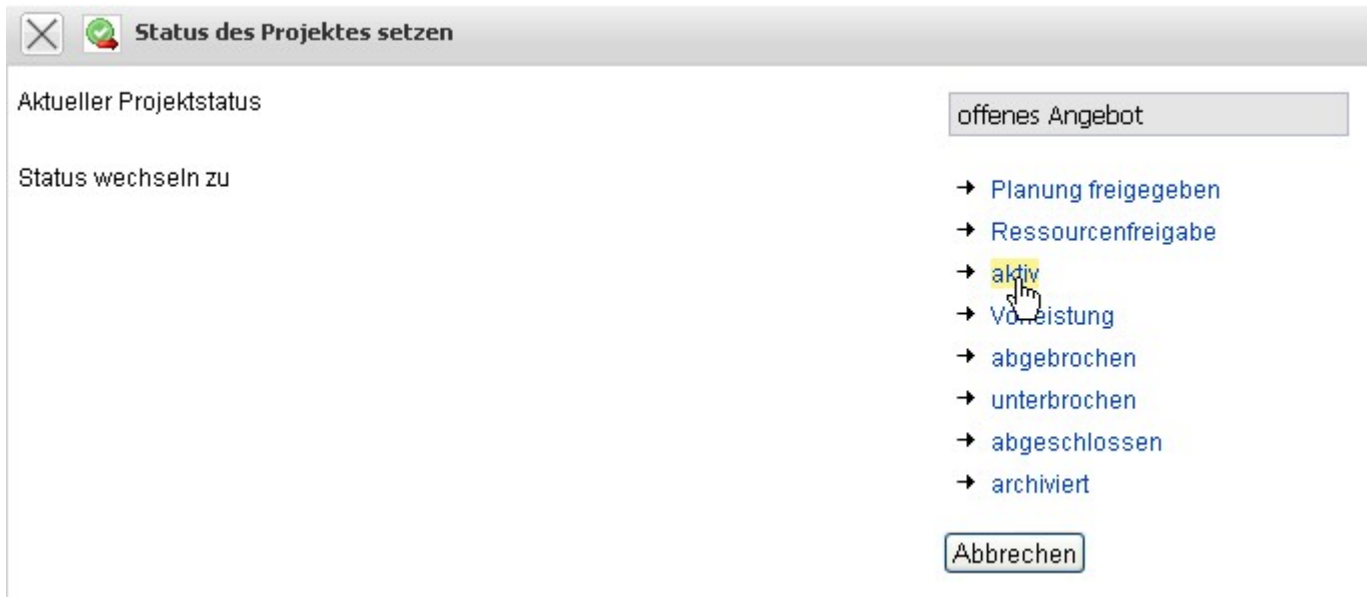 Status des Projektes setzen
Aktueller Projektstatus
offenes Angebot
Status wechseln zu
Planung freigegeben
Ressourcenfreigabe
aktiv
Vorleistung
abgebrochen
unterbrochen
abgeschlossen
archiviert
Abbrechen